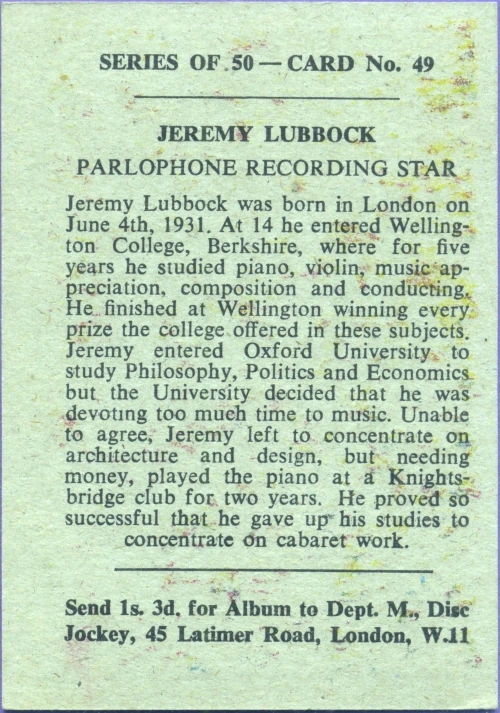 SERIES OF 50 — CARD No. 49
JEREMY LUBBOCK
PARLOPHONE RECORDING STAR
Jeremy Lubbock was born in London on
June 4th, 1931. At 14 he entered Welling-
ton College, Berkshire, where for five
years he studied piano, violin, music ap-
preciation, composition and conducting.
He finished at Wellington winning every
prize the college offered in these subjects.
Jeremy entered Oxford University to
study Philosophy, Politics and Economics
but the University decided that he was
devoting too much time to music. Unable
to agree, Jeremy left to concentrate on
architecture and design, but needing
money, played the piano at a Knights-
bridge club for two years. He proved so
successful that he gave up his studies to
concentrate on cabaret work.
Send 1s. 3d. for Album to Dept. M., Disc
Jockey, 45 Latimer Road, London, W.11